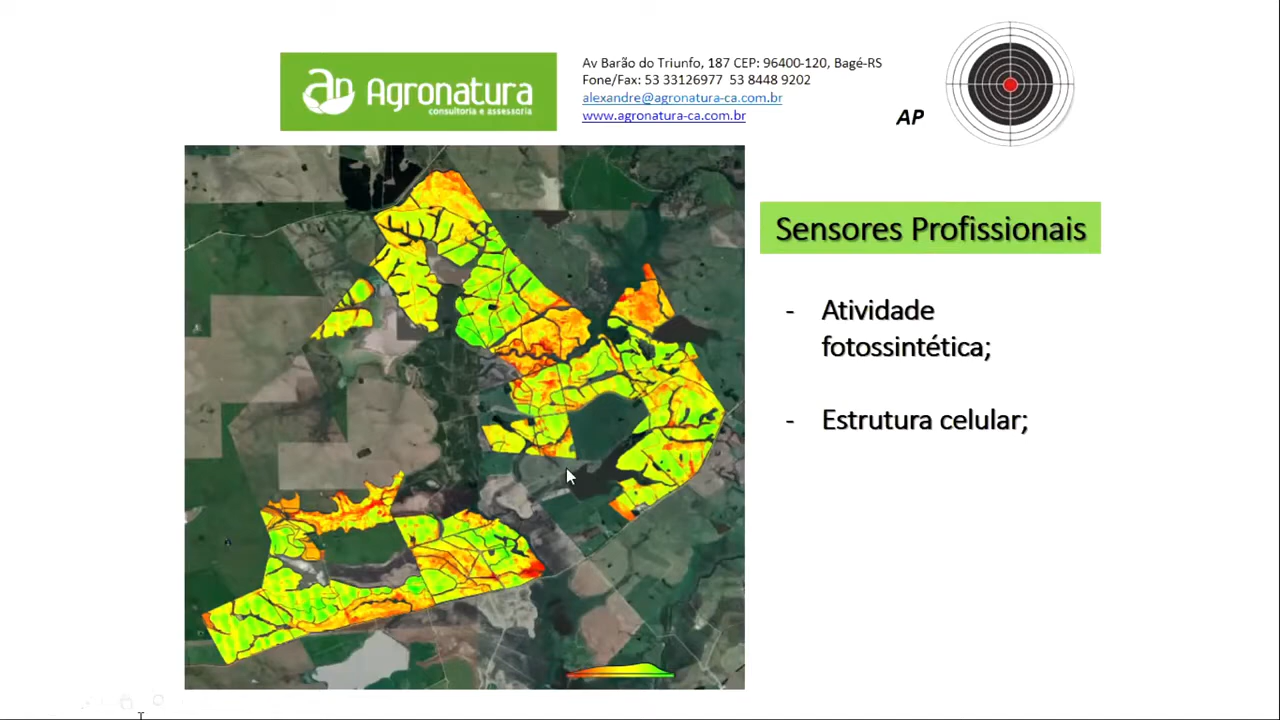 an Agronatura
consultoria e assessoria
Av Barão do Triunfo, 187 CEP: 96400-120, Bagé-RS
Fone/Fax: 53 33126977  53 8448 9202
alexandre@agronatura-ca.com.br
www.agronatura-ca.com.br
AP
Sensores Profissionais
- Atividade
fotossintética;
- Estrutura celular;